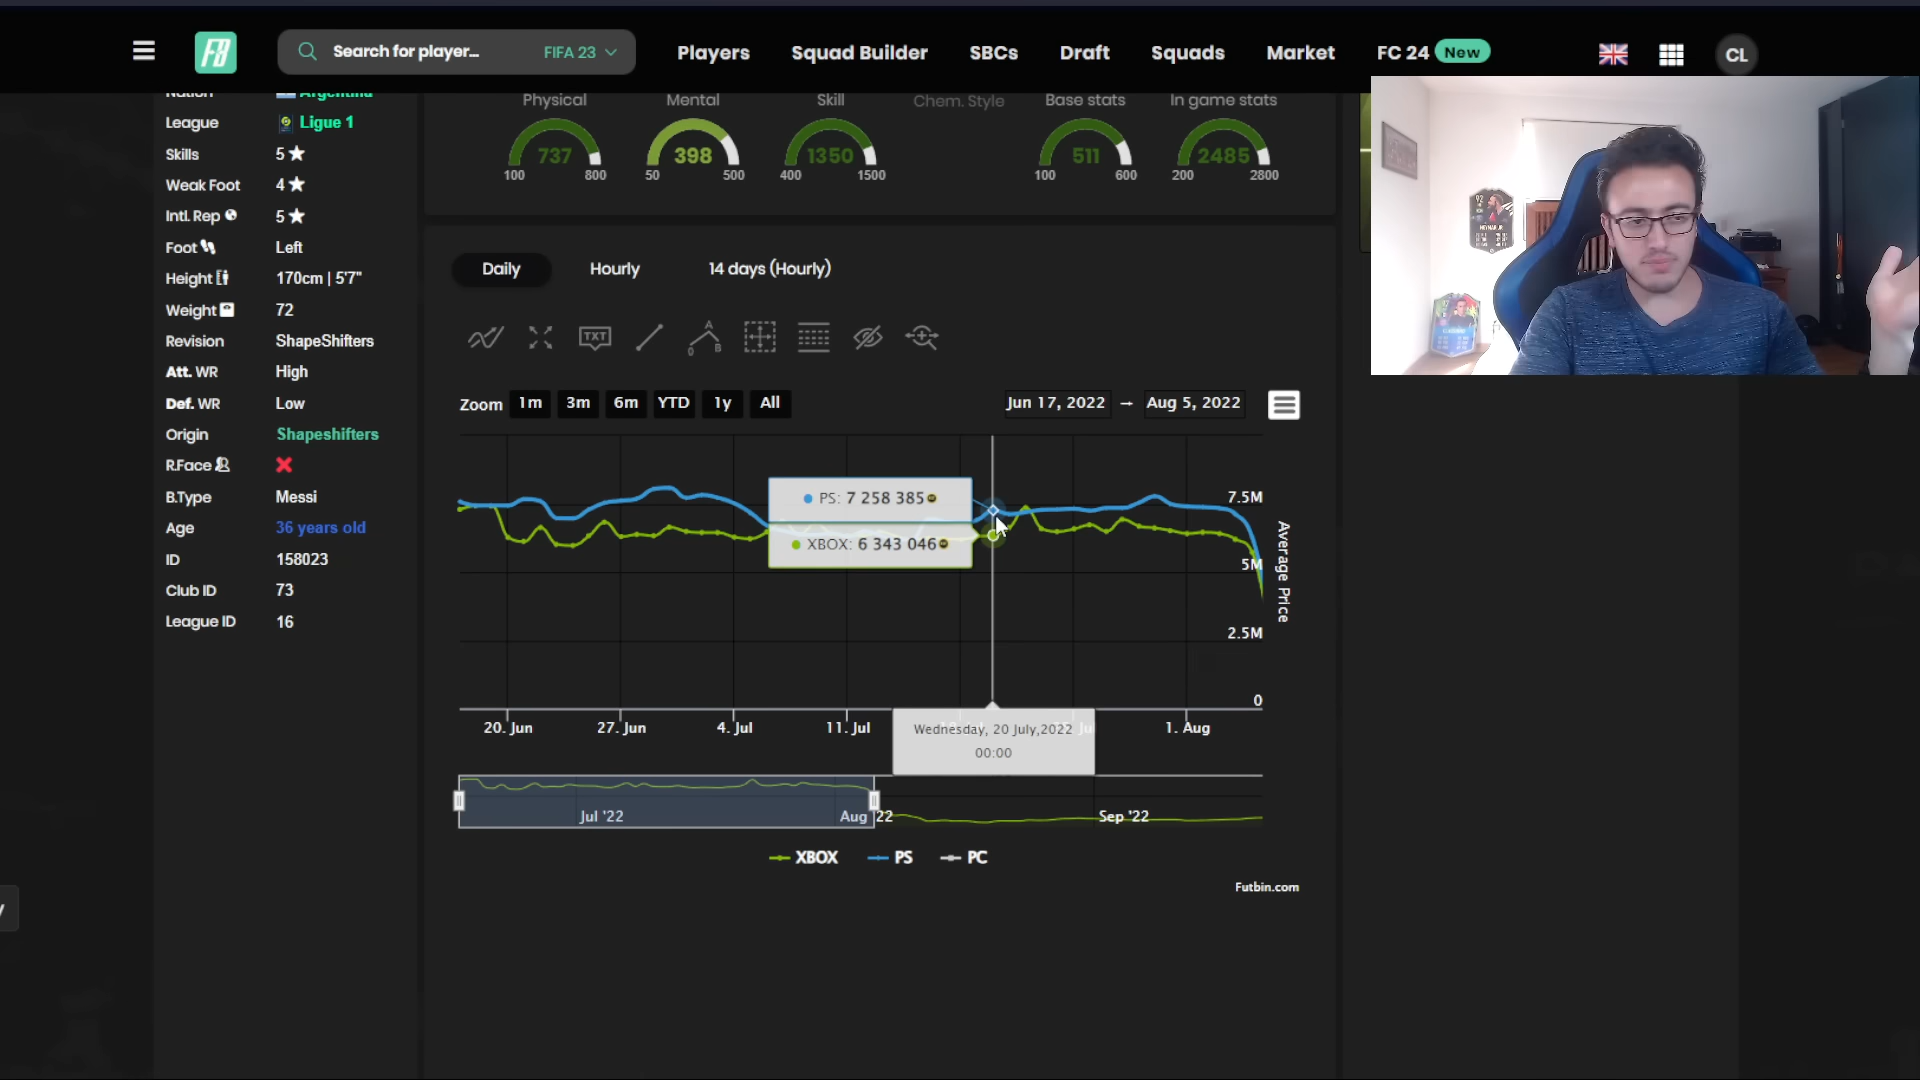 FB
Search for player...
FIFA 23
Players
Squad Builder
SBCs
Draft
Squads
Market
FC 24 New
CL
Nation Argentina
League Ligue 1
Skills 5
Weak Foot 4
Intl. Rep 5
Foot Left
Height 170cm | 5'7"
Weight 72
Revision ShapeShifters
Att. WR High
Def. WR Low
Origin Shapeshifters
R.Face
B.Type Messi
Age 36 years old
ID 158023
Club ID 73
League ID 16
Physical
737
100 800
Mental
398
50 500
Skill
1350
400 1500
Chem. Style
Base stats
511
100 600
In game stats
2485
200 2800
Daily
Hourly
14 days (Hourly)
TXT
A
0 B
Zoom 1m 3m 6m YTD 1y All
Jun 17, 2022 → Aug 5, 2022
PS: 7 258 385
XBOX: 6 343 046
7.5M
5M
2.5M
0
Average Price
20. Jun 27. Jun 4. Jul 11. Jul 1. Aug
Wednesday, 20 July,2022
00:00
Jul '22 Aug '22 Sep '22
XBOX PS PC
Futbin.com
92
NEYMAR JR